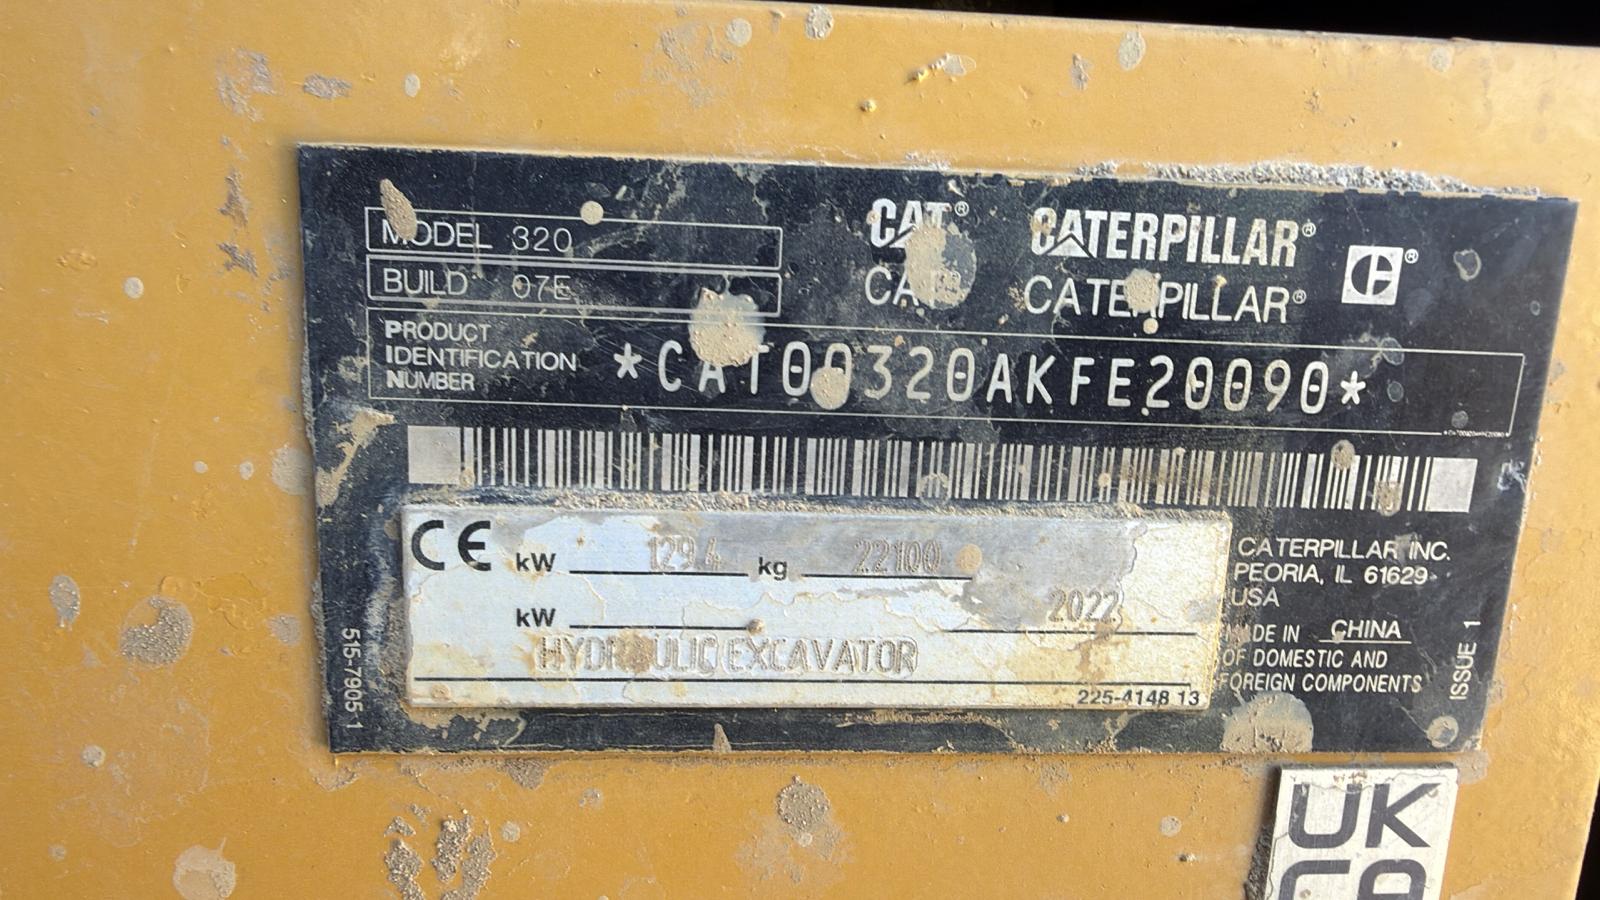 MODEL 320
BUILD 07E
CAT® CATERPILLAR®
CAT® CATERPILLAR®
PRODUCT
IDENTIFICATION
NUMBER
*CAT00320AKFE20090*
CE kW 129.4 kg 22100
kW 2022
HYDRAULIC EXCAVATOR
225-4148 13
CATERPILLAR INC.
PEORIA, IL 61629
USA
MADE IN CHINA
OF DOMESTIC AND
FOREIGN COMPONENTS
ISSUE 1
515-7905 1
UK
CA